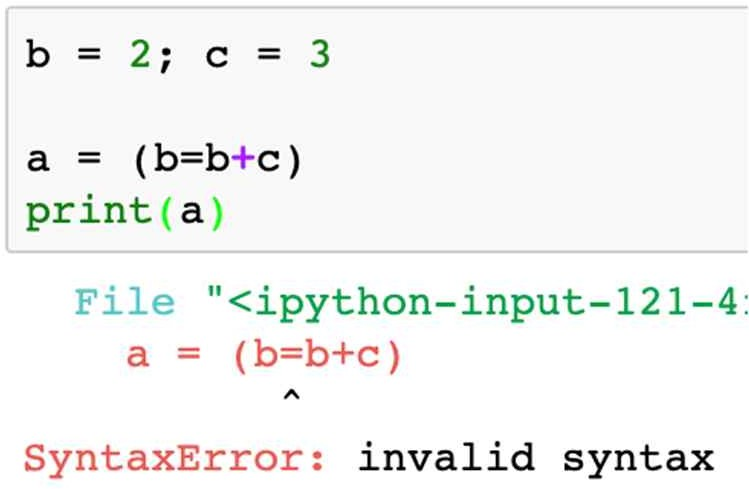 b = 2; c = 3
a = (b=b+c)
print(a)
File "<ipython-input-121-4
a = (b=b+c)
^
SyntaxError: invalid syntax